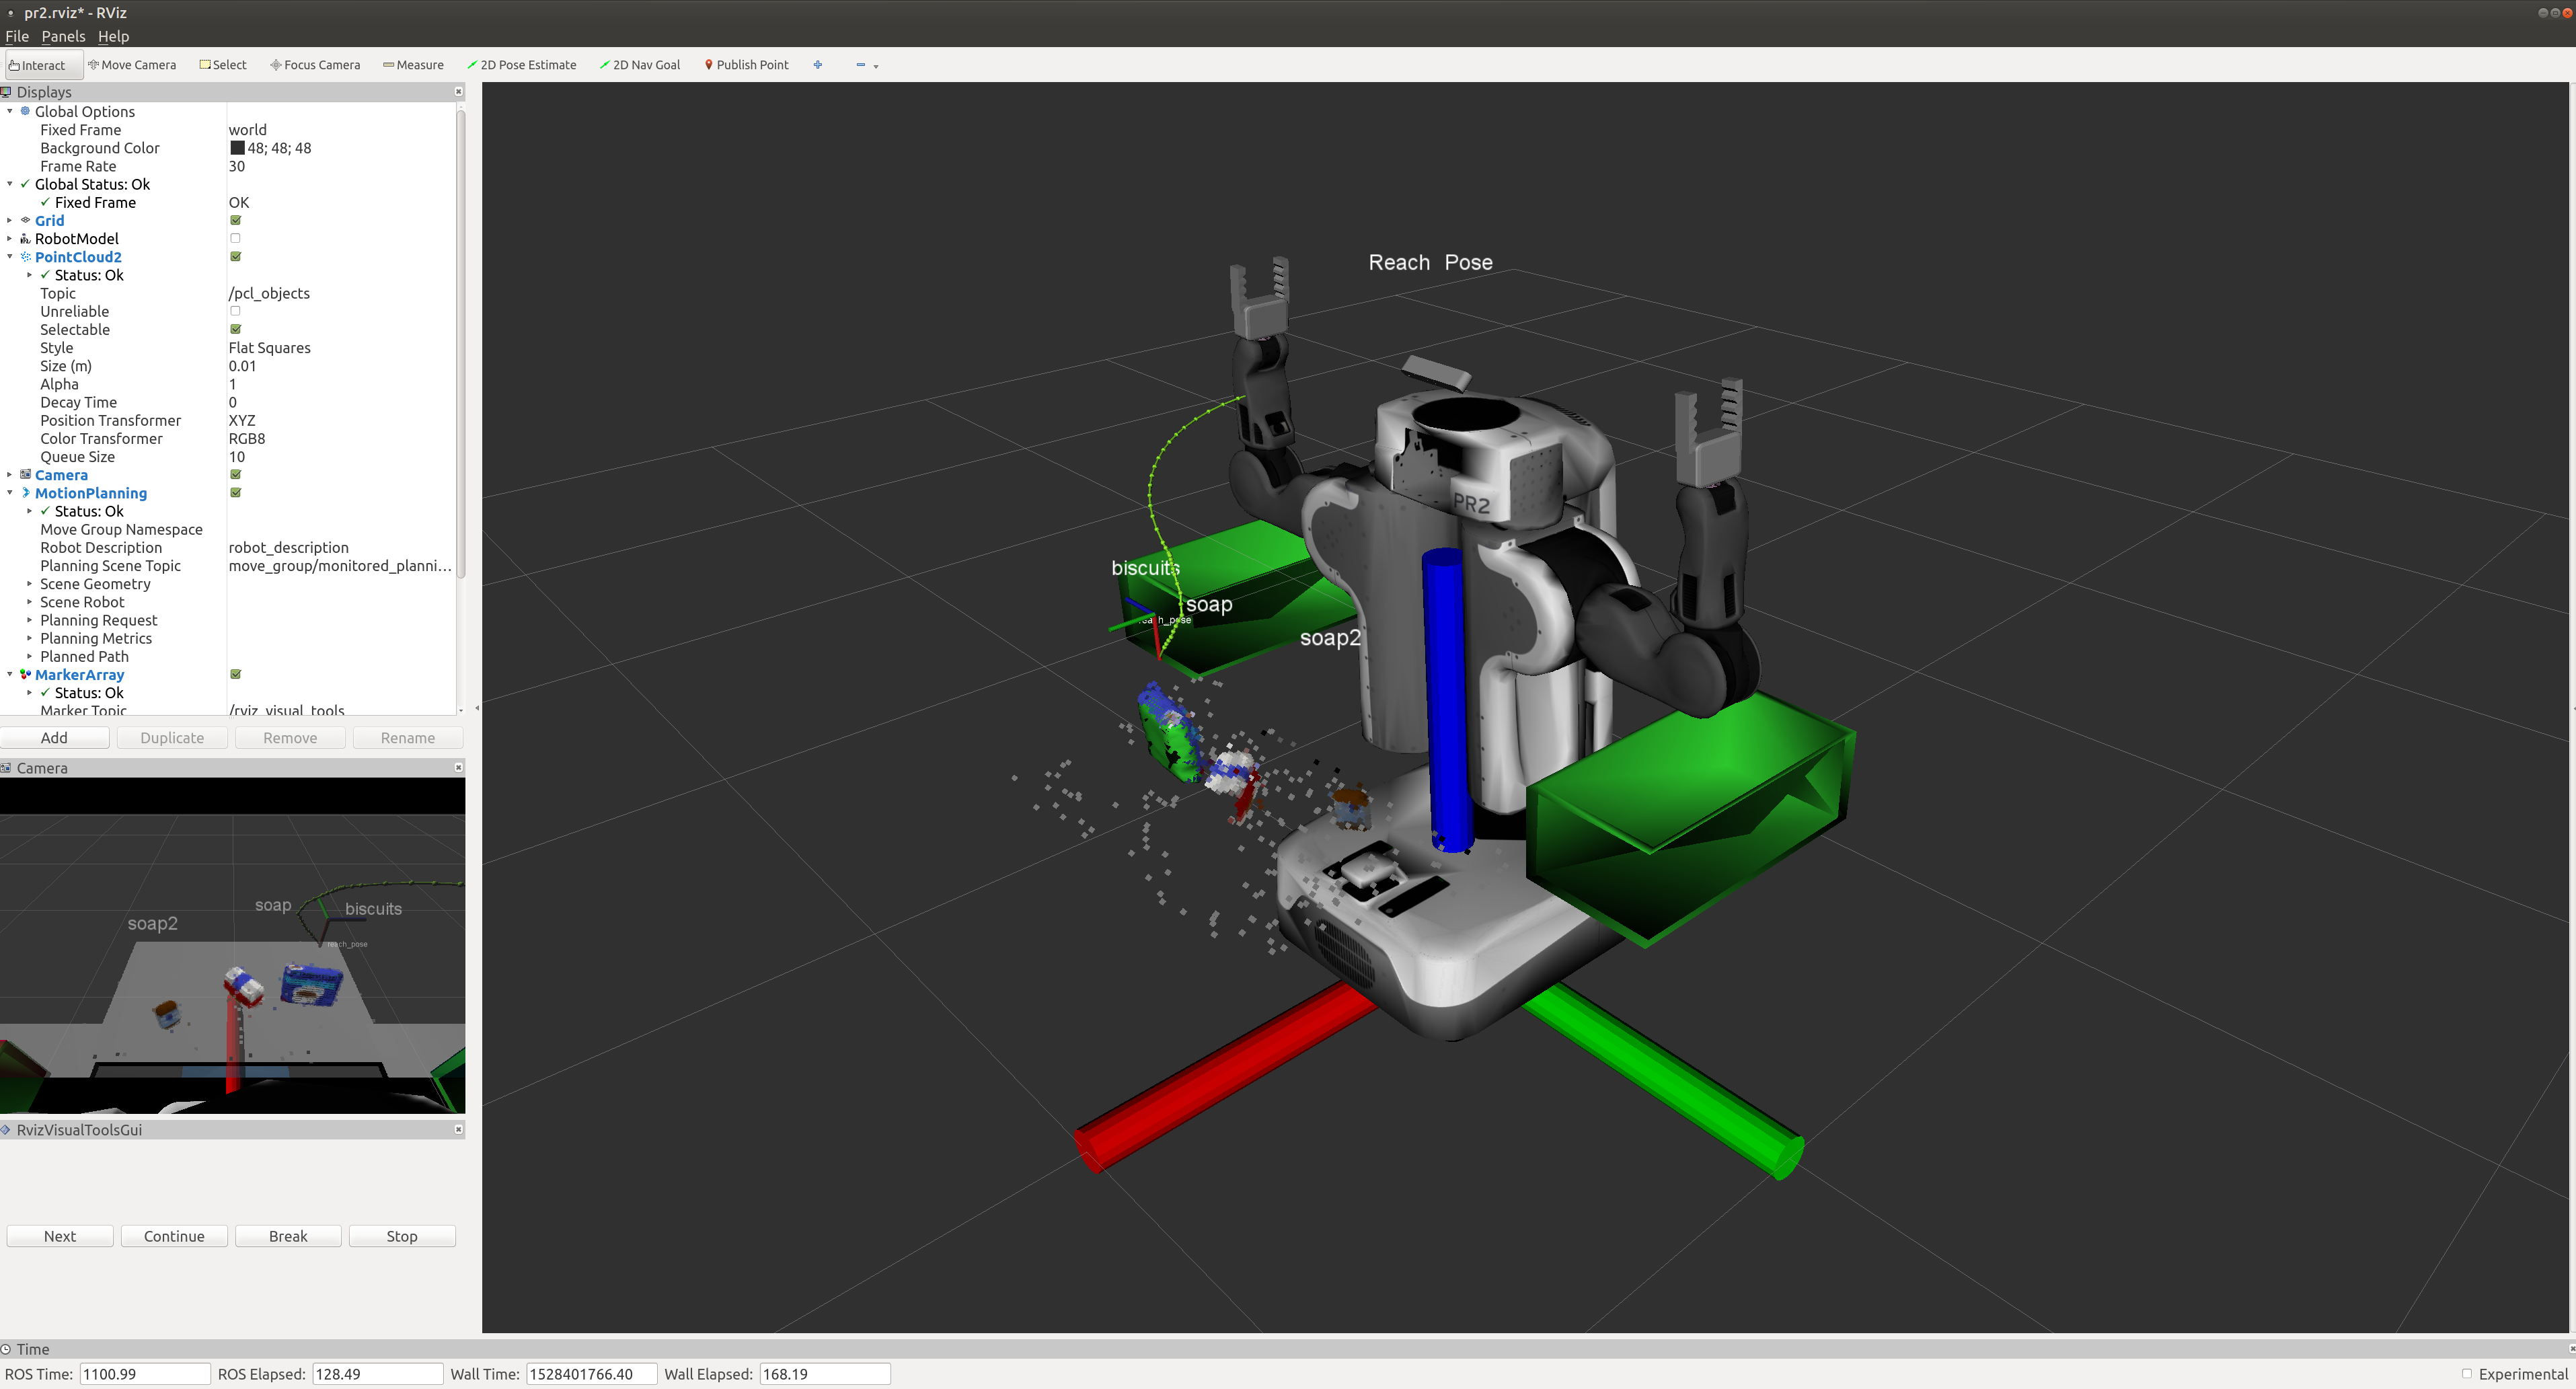 pr2.rviz* - RViz
File Panels Help
Interact Move Camera Select Focus Camera Measure 2D Pose Estimate 2D Nav Goal Publish Point
Displays
Global Options
Fixed Frame world
Background Color 48; 48; 48
Frame Rate 30
Global Status: Ok
Fixed Frame OK
Grid
RobotModel
PointCloud2
Status: Ok
Topic /pcl_objects
Unreliable
Selectable
Style Flat Squares
Size (m) 0.01
Alpha 1
Decay Time 0
Position Transformer XYZ
Color Transformer RGB8
Queue Size 10
Camera
MotionPlanning
Status: Ok
Move Group Namespace
Robot Description robot_description
Planning Scene Topic move_group/monitored_planni...
Scene Geometry
Scene Robot
Planning Request
Planning Metrics
Planned Path
MarkerArray
Status: Ok
Marker Topic /rviz_visual_tools
Add Duplicate Remove Rename
Camera
soap biscuits
soap2
reach_pose
RvizVisualToolsGui
Next Continue Break Stop
Reach Pose
PR2
biscuits
soap
reach_pose
soap2
Time
ROS Time: 1100.99 ROS Elapsed: 128.49 Wall Time: 1528401766.40 Wall Elapsed: 168.19 Experimental